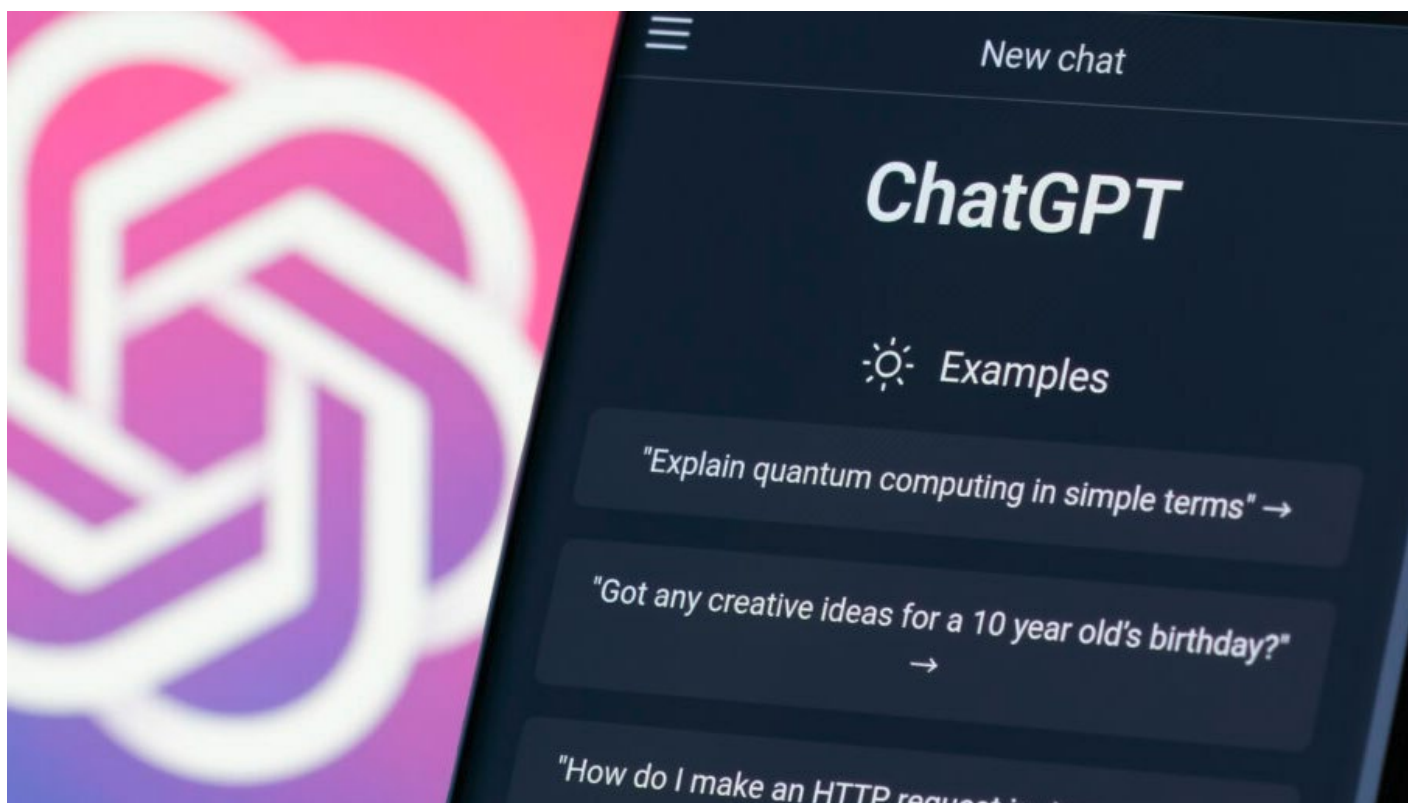 New chat
ChatGPT
Examples
"Explain quantum computing in simple terms" →
"Got any creative ideas for a 10 year old's birthday?"
→
"How do I make an HTTP request